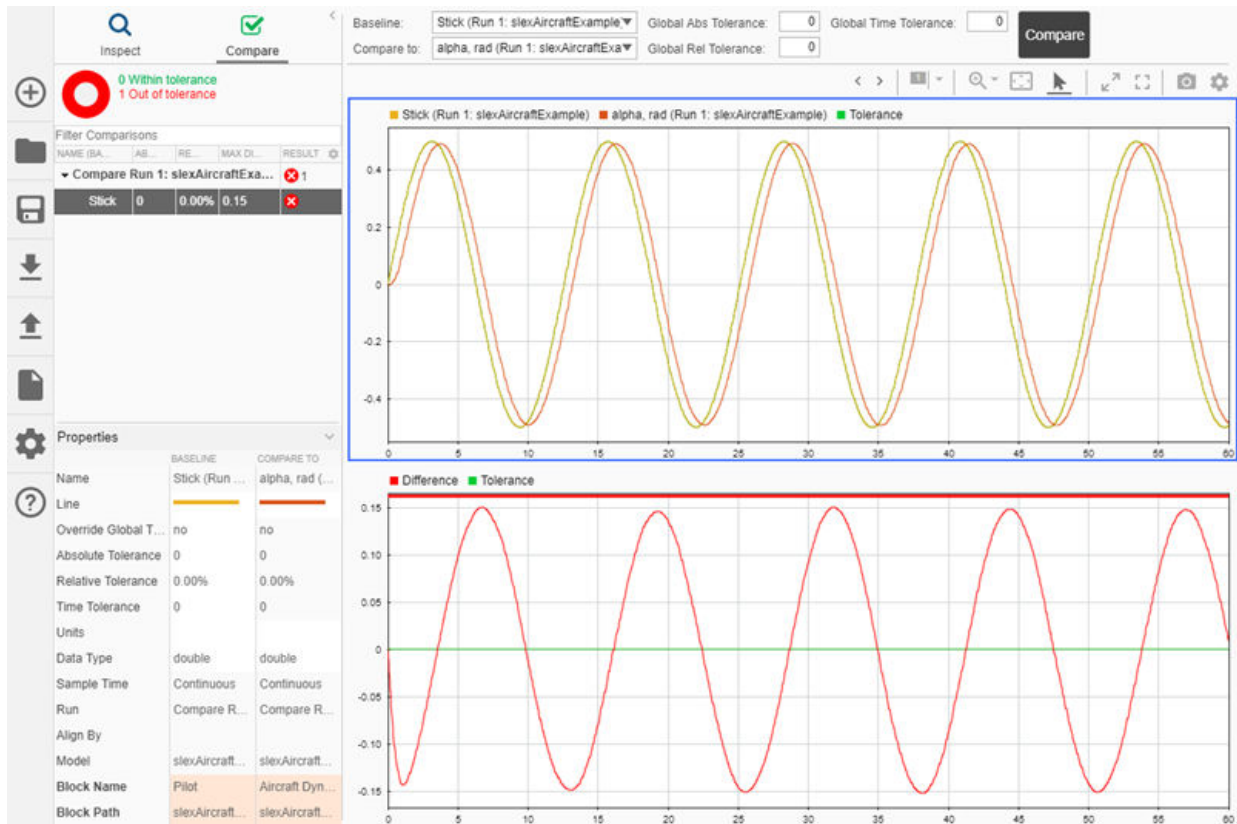 Inspect
Compare
0 Within tolerance
1 Out of tolerance
Filter Comparisons
NAME (BA... AB... RE... MAX DI... RESULT
Compare Run 1: slexAircraftExa... 1
Stick 0 0.00% 0.15
Properties
BASELINE COMPARE TO
Name Stick (Run ... alpha, rad (...
Line
Override Global T... no no
Absolute Tolerance 0 0
Relative Tolerance 0.00% 0.00%
Time Tolerance 0 0
Units
Data Type double double
Sample Time Continuous Continuous
Run Compare R... Compare R...
Align By
Model slexAircraft... slexAircraft...
Block Name Pilot Aircraft Dyn...
Block Path slexAircraft... slexAircraft...
Baseline: Stick (Run 1: slexAircraftExample) Global Abs Tolerance: 0 Global Time Tolerance: 0
Compare to: alpha, rad (Run 1: slexAircraftExa Global Rel Tolerance: 0
Compare
1
Stick (Run 1: slexAircraftExample) alpha, rad (Run 1: slexAircraftExample) Tolerance
0.4
0.2
0
-0.2
-0.4
0 5 10 15 20 25 30 35 40 45 50 55 60
Difference Tolerance
0.15
0.10
0.05
0
-0.05
-0.10
-0.15
0 5 10 15 20 25 30 35 40 45 50 55 60